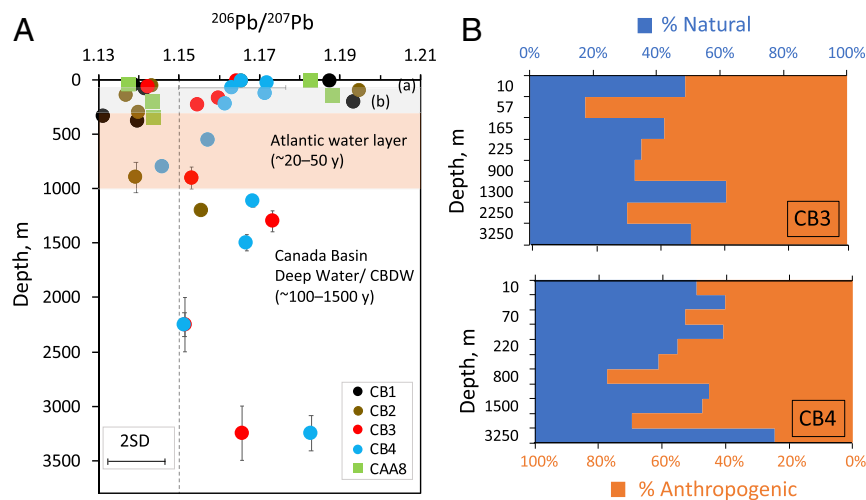 A
206Pb/207Pb
1.13 1.15 1.17 1.19 1.21
0
500
1000
1500
2000
2500
3000
3500
Depth, m
(a)
(b)
Atlantic water layer
(~20–50 y)
Canada Basin
Deep Water/ CBDW
(~100–1500 y)
2SD
CB1
CB2
CB3
CB4
CAA8
B
% Natural
0% 20% 40% 60% 80% 100%
10
57
165
225
900
1300
2250
3250
Depth, m
CB3
10
70
220
800
1500
3250
Depth, m
CB4
100% 80% 60% 40% 20% 0%
% Anthropogenic